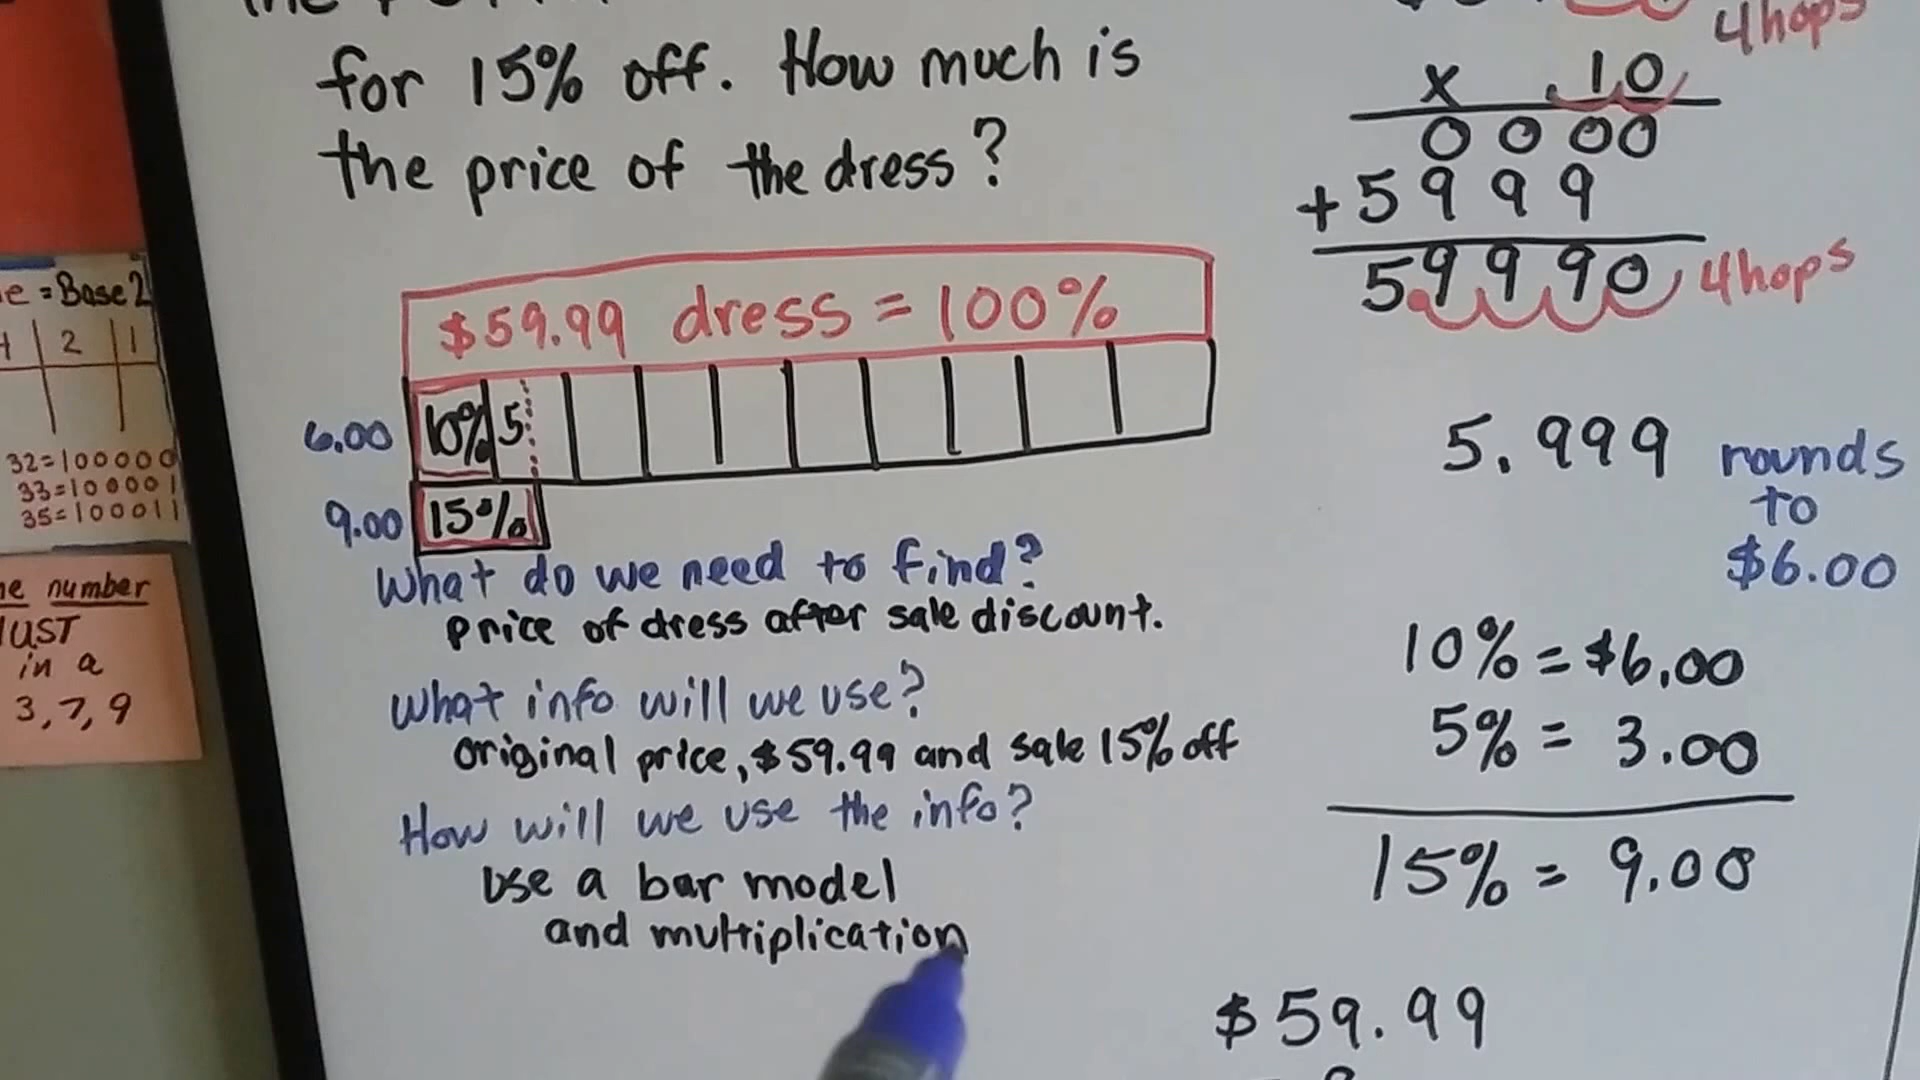 for 15% off. How much is
the price of the dress?
$59.99 dress = 100%
6.00 10% 5
9.00 15%
What do we need to find?
price of dress after sale discount.
What info will we use?
original price, $59.99 and sale 15% off
How will we use the info?
use a bar model
and multiplication
4 hops
x .10
0000
+5999
59990 4 hops
5.999 rounds
to
$6.00
10% = $6.00
5% = 3.00
15% = 9.00
$59.99
e = Base 2
2 1
32=100000
33=100001
35=100011
number
in a
3, 7, 9